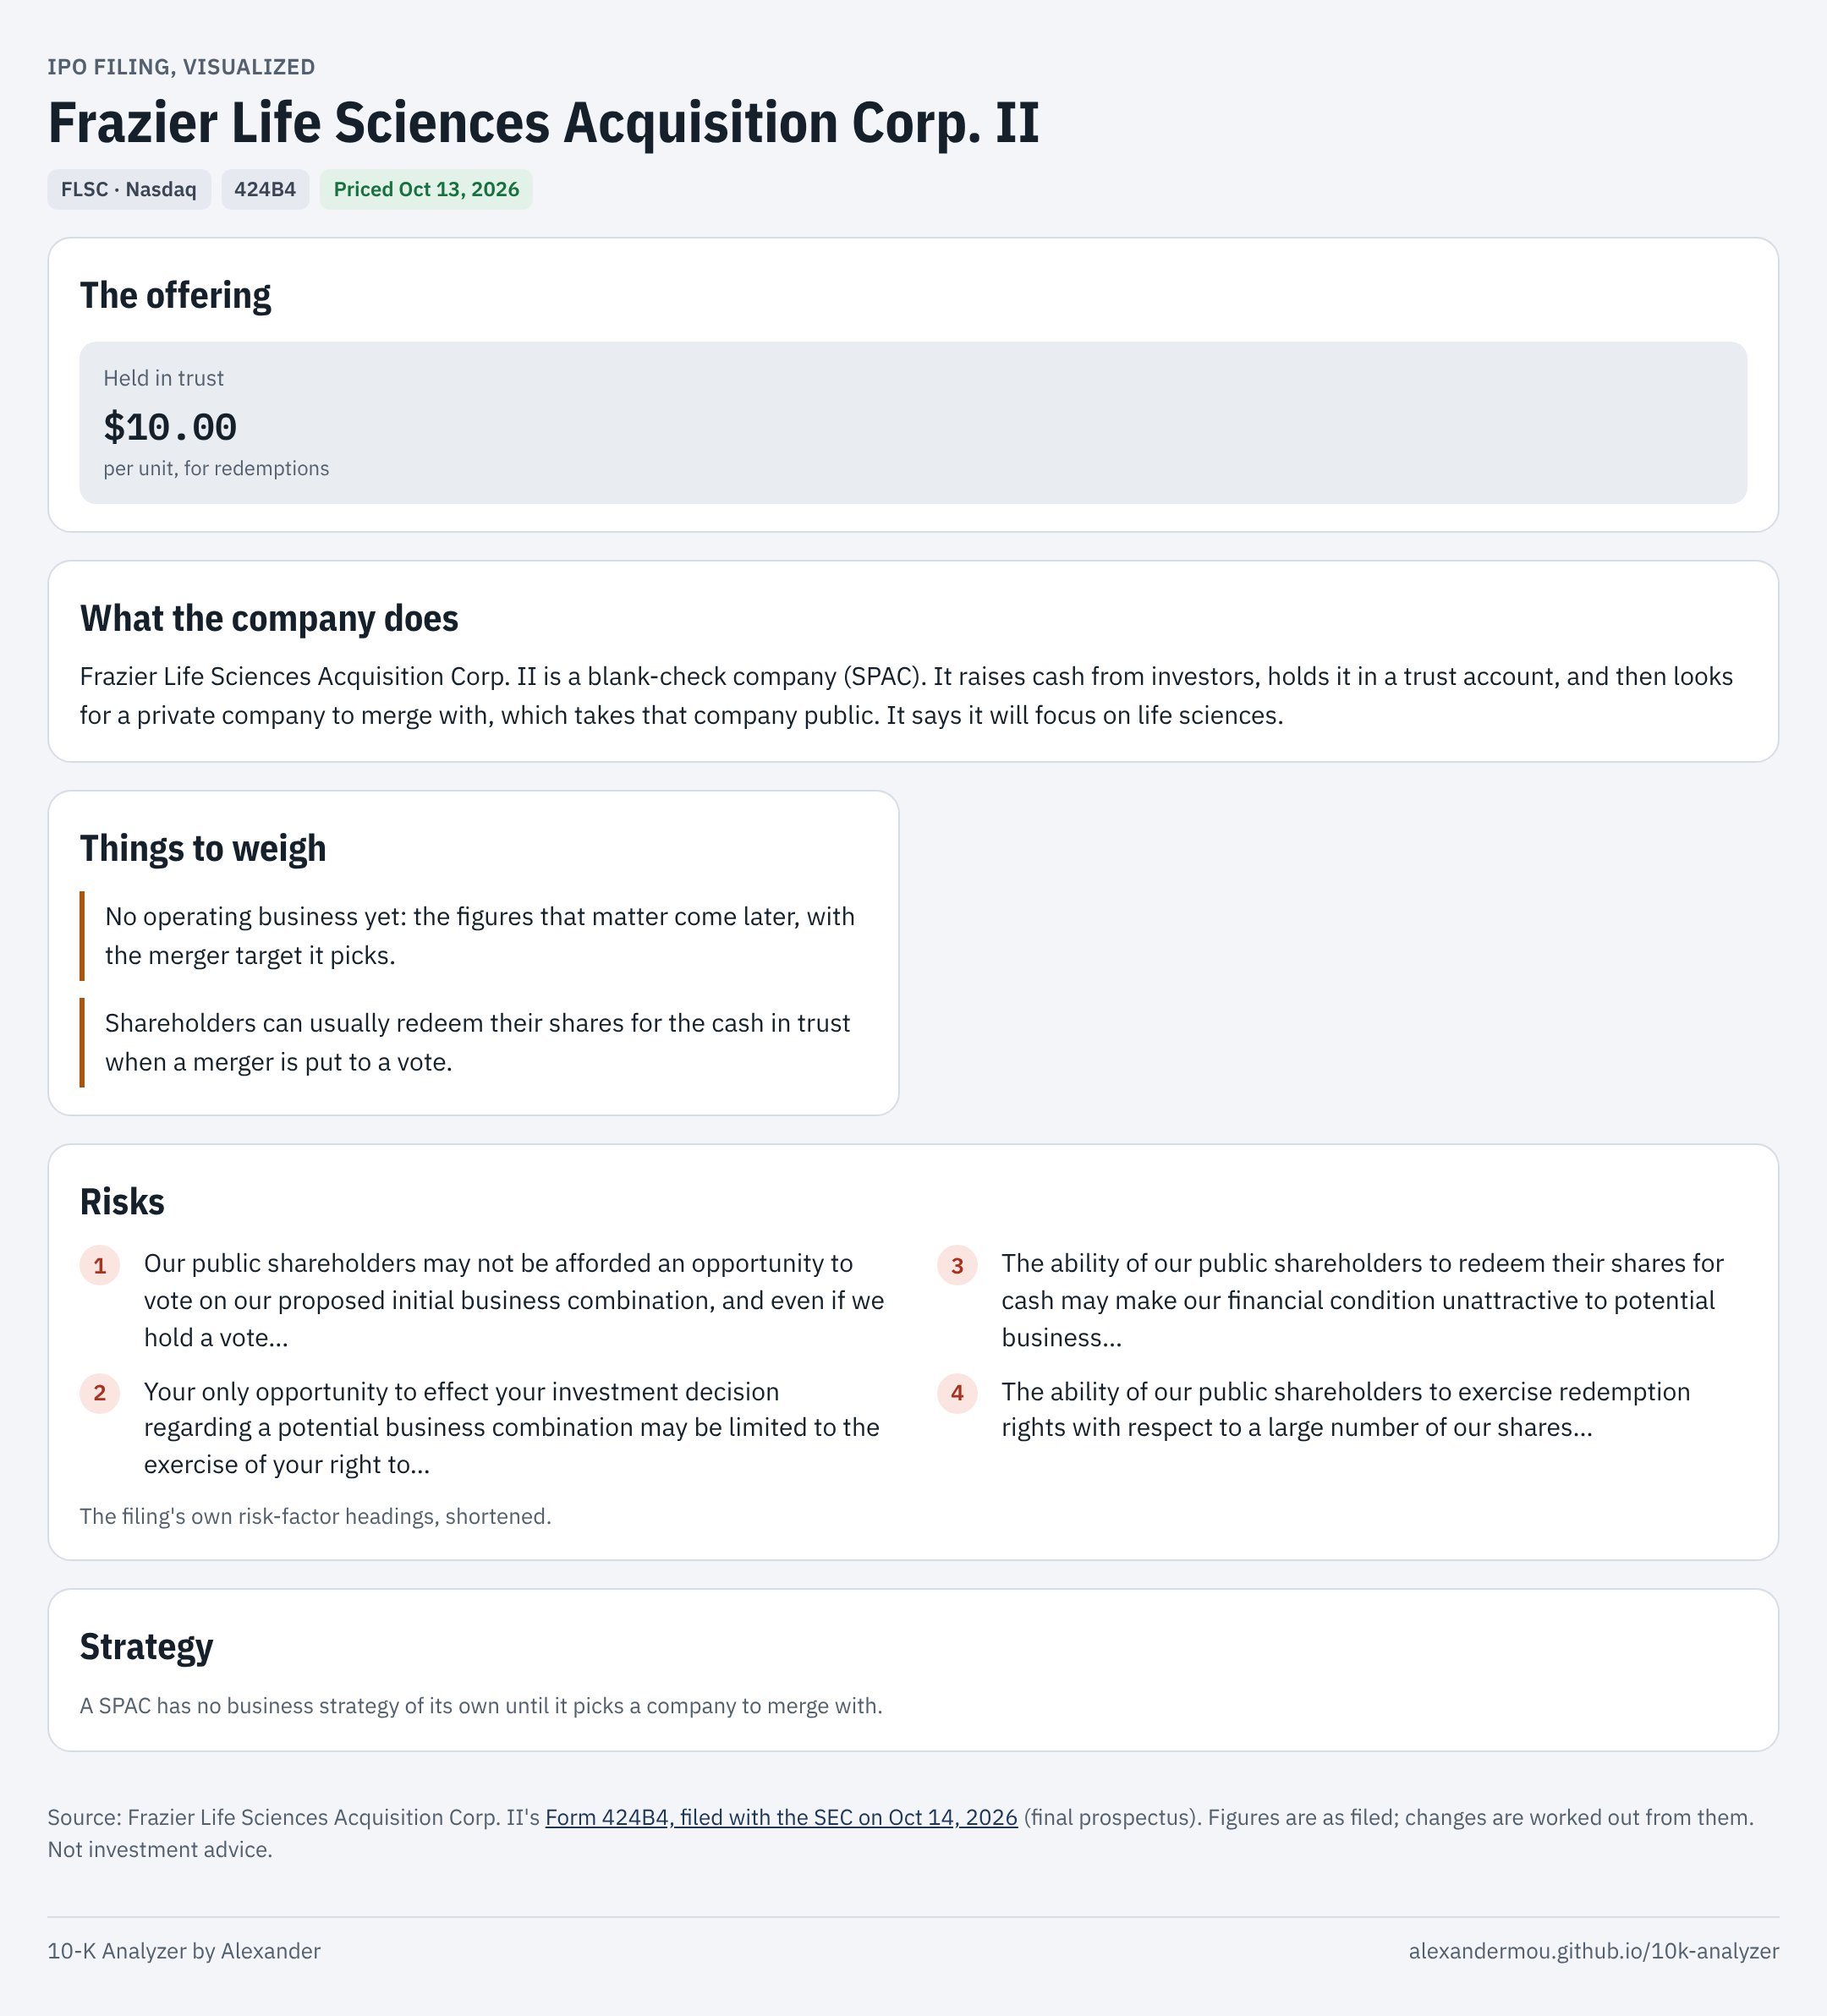 IPO FILING, VISUALIZED
Frazier Life Sciences Acquisition Corp. II
FLSC · Nasdaq
424B4
Priced Oct 13, 2026
The offering
Held in trust
$10.00
per unit, for redemptions
What the company does
Frazier Life Sciences Acquisition Corp. II is a blank-check company (SPAC). It raises cash from investors, holds it in a trust account, and then looks
for a private company to merge with, which takes that company public. It says it will focus on life sciences.
Things to weigh
No operating business yet: the figures that matter come later, with
the merger target it picks.
Shareholders can usually redeem their shares for the cash in trust
when a merger is put to a vote.
Risks
1 Our public shareholders may not be afforded an opportunity to
vote on our proposed initial business combination, and even if we
hold a vote…
2 Your only opportunity to effect your investment decision
regarding a potential business combination may be limited to the
exercise of your right to…
3 The ability of our public shareholders to redeem their shares for
cash may make our financial condition unattractive to potential
business…
4 The ability of our public shareholders to exercise redemption
rights with respect to a large number of our shares…
The filing's own risk-factor headings, shortened.
Strategy
A SPAC has no business strategy of its own until it picks a company to merge with.
Source: Frazier Life Sciences Acquisition Corp. II's Form 424B4, filed with the SEC on Oct 14, 2026 (final prospectus). Figures are as filed; changes are worked out from them.
Not investment advice.
10-K Analyzer by Alexander
alexandermou.github.io/10k-analyzer